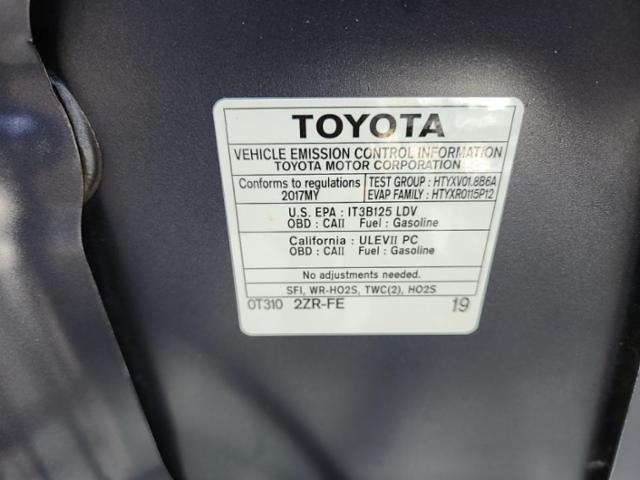 TOYOTA
VEHICLE EMISSION CONTROL INFORMATION
TOYOTA MOTOR CORPORATION
Conforms to regulations
2017MY
TEST GROUP : HTYXV01.8B6A
EVAP FAMILY : HTYXR0115P12
U.S. EPA : IT3B125 LDV
OBD : CAII Fuel : Gasoline
California : ULEVII PC
OBD : CAII Fuel : Gasoline
No adjustments needed.
SFI, WR-HO2S, TWC(2), HO2S
0T310 2ZR-FE 19